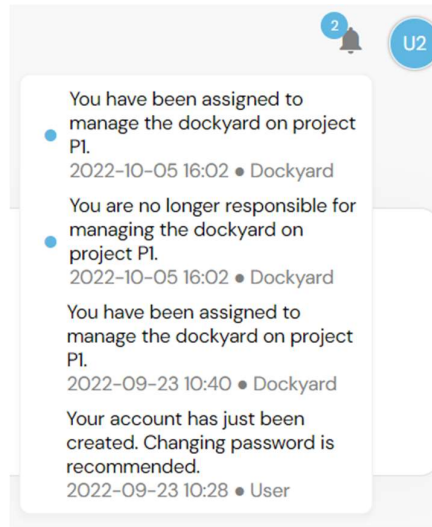 2
U2
You have been assigned to
manage the dockyard on project
P1.
2022-10-05 16:02 ● Dockyard
You are no longer responsible for
managing the dockyard on
project P1.
2022-10-05 16:02 ● Dockyard
You have been assigned to
manage the dockyard on project
P1.
2022-09-23 10:40 ● Dockyard
Your account has just been
created. Changing password is
recommended.
2022-09-23 10:28 ● User